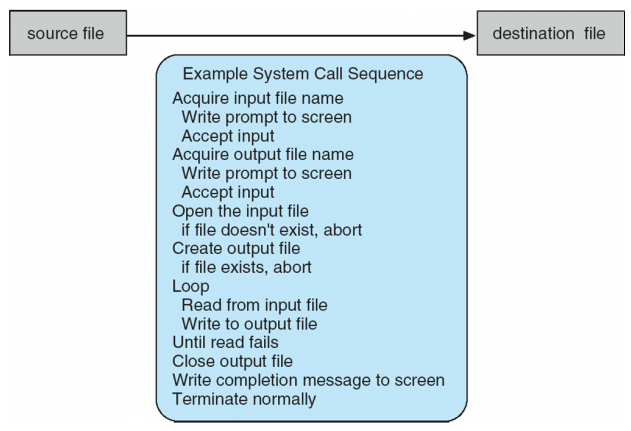 source file
destination file
Example System Call Sequence
Acquire input file name
Write prompt to screen
Accept input
Acquire output file name
Write prompt to screen
Accept input
Open the input file
if file doesn't exist, abort
Create output file
if file exists, abort
Loop
Read from input file
Write to output file
Until read fails
Close output file
Write completion message to screen
Terminate normally